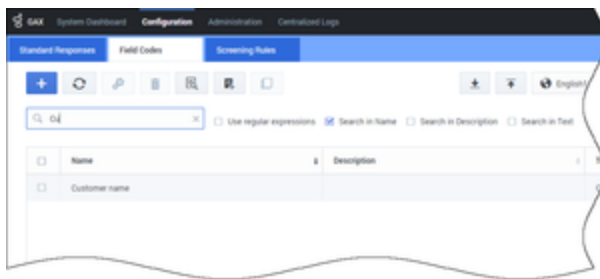 GAX System Dashboard Configuration Administration Centralized Logs
Standard Responses Field Codes Screening Rules
English
Use regular expressions Search in Name Search in Description Search in Text
Name Description
Customer name